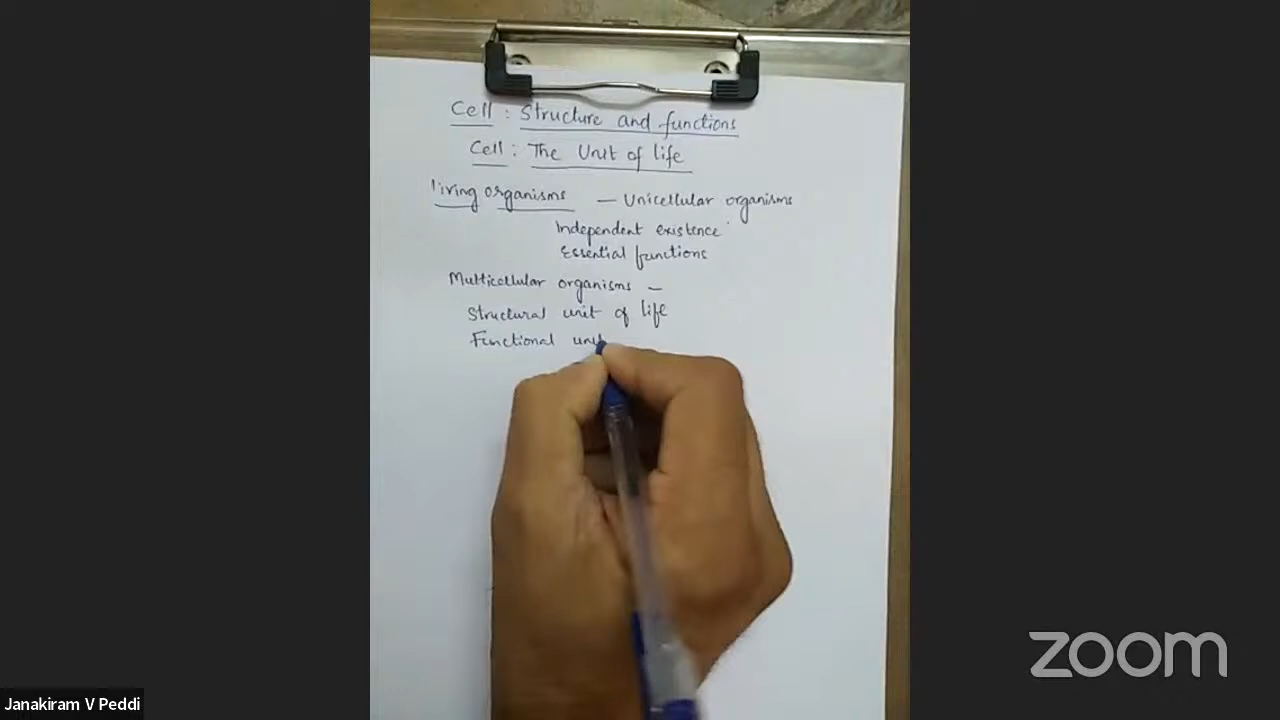 Cell : Structure and functions
Cell : The Unit of life
living organisms — Unicellular organisms
Independent existence
Essential functions
Multicellular organisms —
Structural unit of life
Functional unit
zoom
Janakiram V Peddi